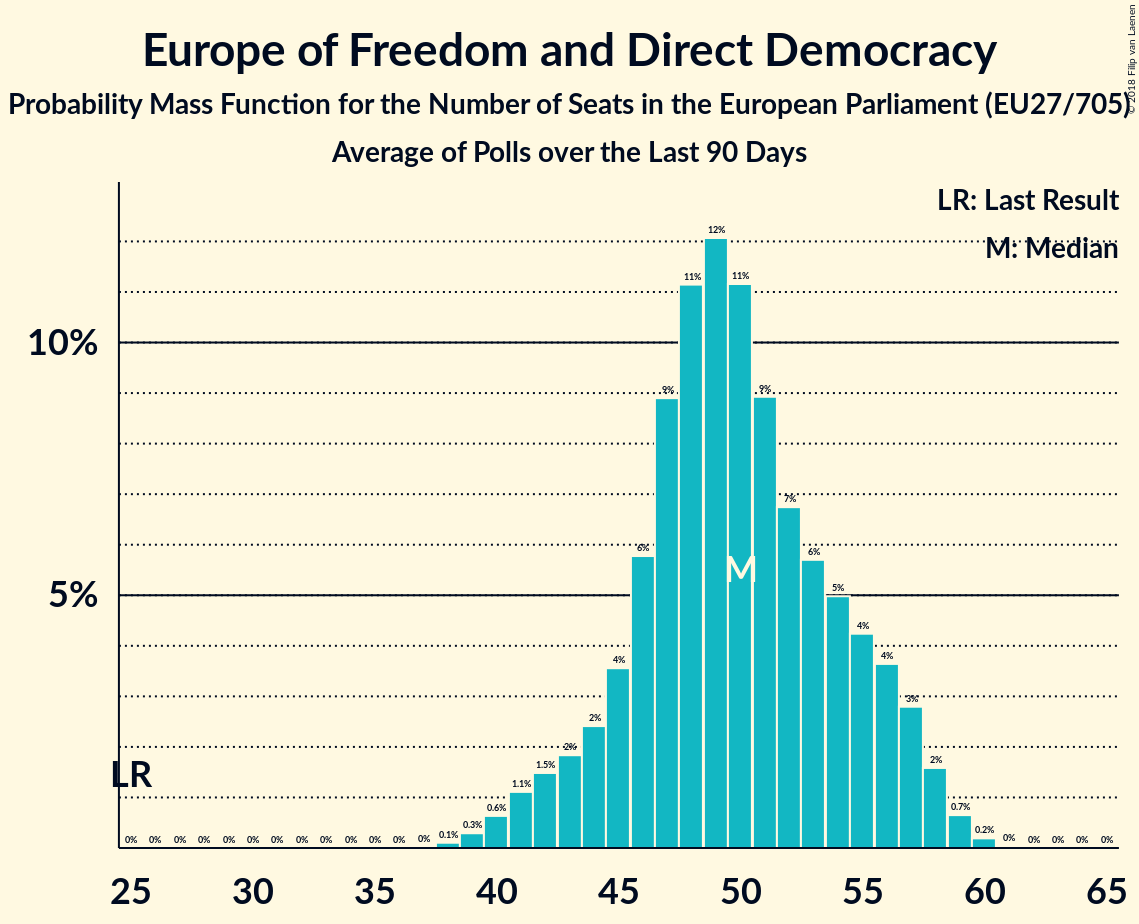 Europe of Freedom and Direct Democracy
Probability Mass Function for the Number of Seats in the European Parliament (EU27/705)
Average of Polls over the Last 90 Days
© 2018 Filip van Laenen
LR: Last Result
M: Median
10%
5%
LR
M
0% 0% 0% 0% 0% 0% 0% 0% 0% 0% 0% 0% 0% 0.1% 0.3% 0.6% 1.1% 1.5% 2% 2% 4% 6% 9% 11% 12% 11% 9% 7% 6% 5% 4% 4% 3% 2% 0.7% 0.2% 0% 0% 0% 0% 0%
25 30 35 40 45 50 55 60 65